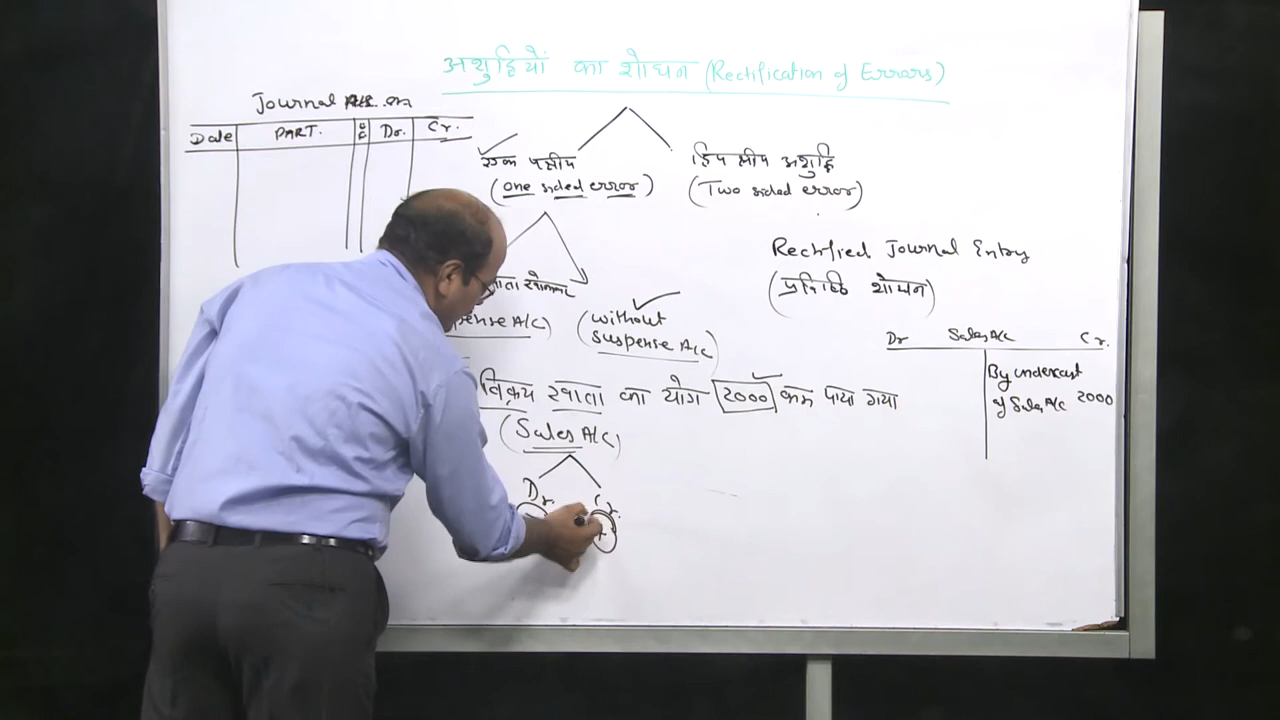 अशुद्धियों का शोधन (Rectification of Errors)
Journal
Date PART. Dr. Cr.
एक पक्षीय
(one sided error)
द्विपक्षीय अशुद्धि
(Two sided error)
Rectified Journal Entry
(प्रविष्टि शोधन)
A/C)
(without
suspense A/C)
Dr Sales A/C Cr.
By undercast
of Sales A/C 2000
विक्रय खाता का योग 2000 कम पाया गया
(Sales A/C)
Dr. Cr.
+